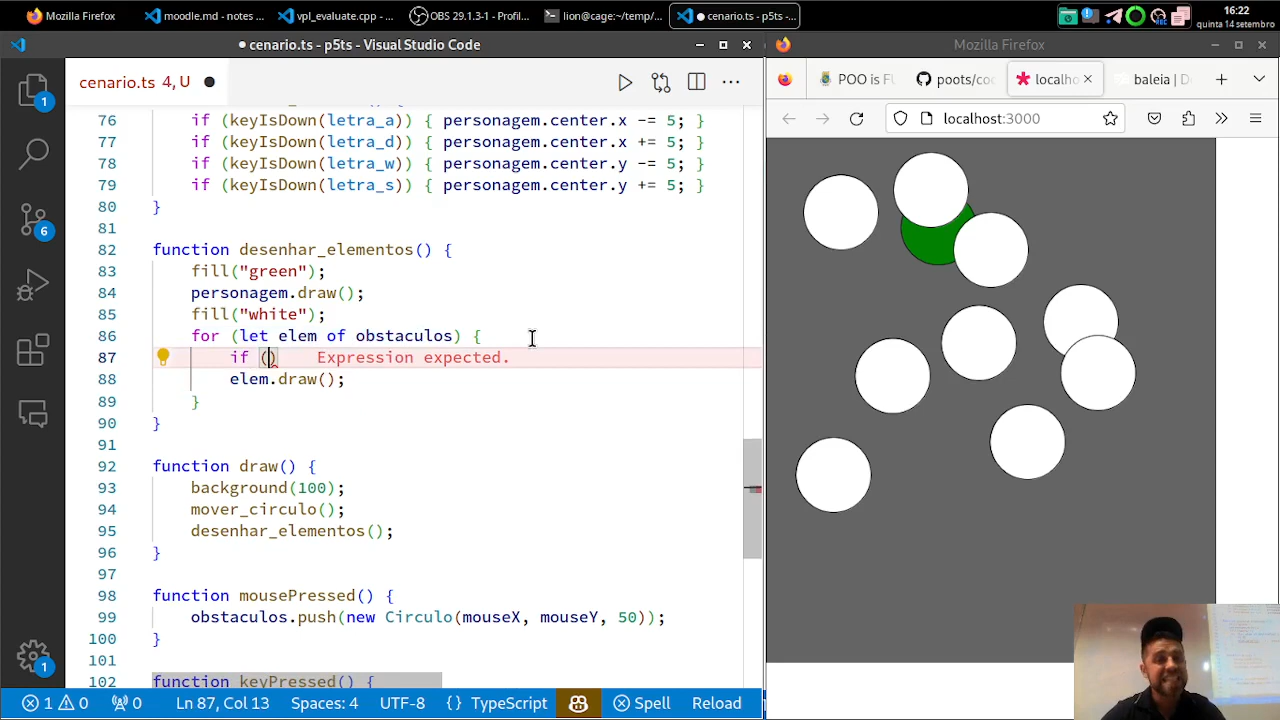 Mozilla Firefox
moodle.md - notes ...
vpl_evaluate.cpp - ...
OS 29.1.3-1 - Profil...
lion@cage:~/temp/...
● cenario.ts - p5ts-...
16:22
quinta 14 setembro
● cenario.ts - p5ts - Visual Studio Code
Mozilla Firefox
cenario.ts 4, U ●
POO is FU
poots/coc
localho
baleia | D
localhost:3000
76 if (keyIsDown(letra_a)) { personagem.center.x -= 5; }
77 if (keyIsDown(letra_d)) { personagem.center.x += 5; }
78 if (keyIsDown(letra_w)) { personagem.center.y -= 5; }
79 if (keyIsDown(letra_s)) { personagem.center.y += 5; }
80 }
81
82 function desenhar_elementos() {
83 fill("green");
84 personagem.draw();
85 fill("white");
86 for (let elem of obstaculos) {
87 if () Expression expected.
88 elem.draw();
89 }
90 }
91
92 function draw() {
93 background(100);
94 mover_circulo();
95 desenhar_elementos();
96 }
97
98 function mousePressed() {
99 obstaculos.push(new Circulo(mouseX, mouseY, 50));
100 }
101
102 function keyPressed() {
1
6
1
1 0 0 Ln 87, Col 13 Spaces: 4 UTF-8 {} TypeScript Spell Reload